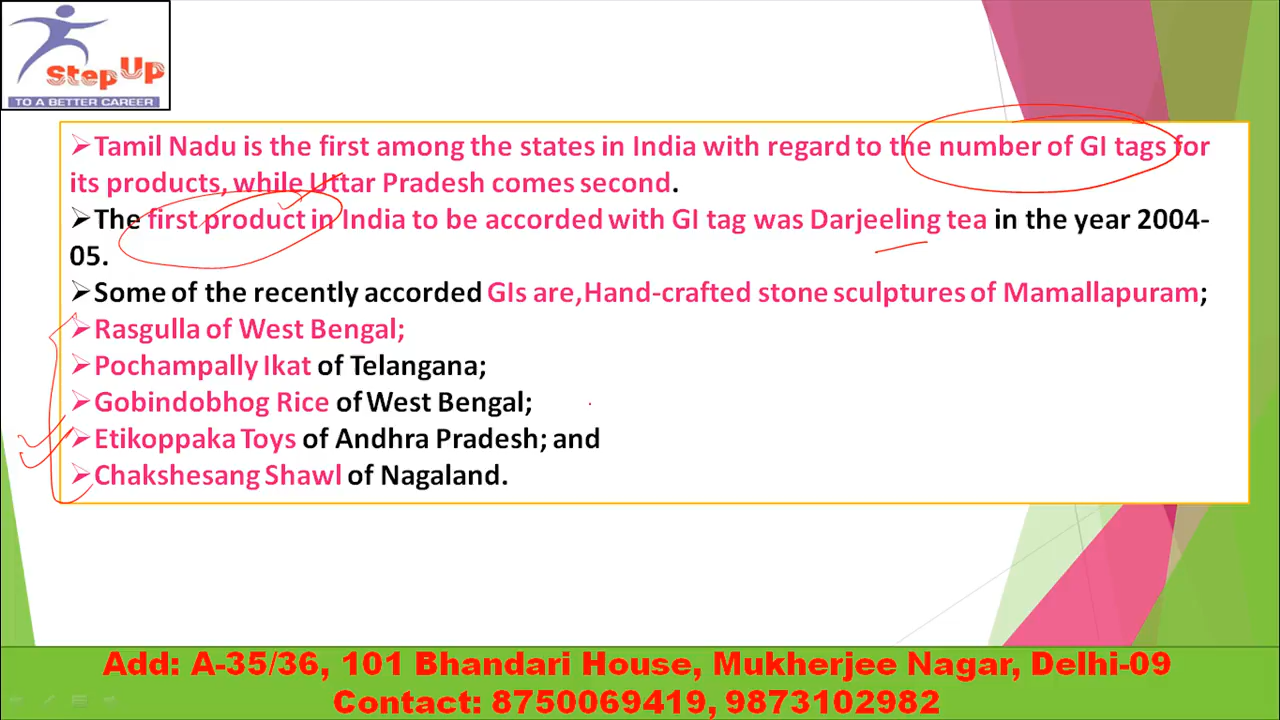 Step Up
TO A BETTER CAREER
➢Tamil Nadu is the first among the states in India with regard to the number of GI tags for
its products, while Uttar Pradesh comes second.
➢The first product in India to be accorded with GI tag was Darjeeling tea in the year 2004-
05.
➢Some of the recently accorded GIs are,Hand-crafted stone sculptures of Mamallapuram;
➢Rasgulla of West Bengal;
➢Pochampally Ikat of Telangana;
➢Gobindobhog Rice of West Bengal;
➢Etikoppaka Toys of Andhra Pradesh; and
➢Chakshesang Shawl of Nagaland.
Add: A-35/36, 101 Bhandari House, Mukherjee Nagar, Delhi-09
Contact: 8750069419, 9873102982